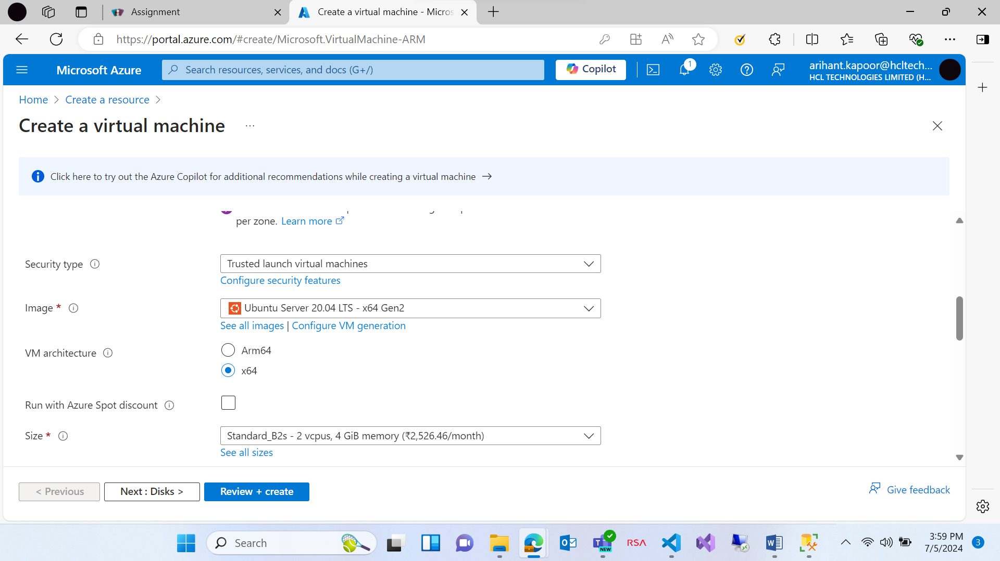 Assignment
Create a virtual machine - Micros
https://portal.azure.com/#create/Microsoft.VirtualMachine-ARM
Microsoft Azure
Search resources, services, and docs (G+/)
Copilot
1
arihant.kapoor@hcltech...
HCL TECHNOLOGIES LIMITED (H...
Home > Create a resource >
Create a virtual machine ...
Click here to try out the Azure Copilot for additional recommendations while creating a virtual machine →
per zone. Learn more
Security type
Trusted launch virtual machines
Configure security features
Image *
Ubuntu Server 20.04 LTS - x64 Gen2
See all images | Configure VM generation
VM architecture
Arm64
x64
Run with Azure Spot discount
Size *
Standard_B2s - 2 vcpus, 4 GiB memory (₹2,526.46/month)
See all sizes
< Previous
Next : Disks >
Review + create
Give feedback
Search
NEW
RSA
3:59 PM
7/5/2024
3